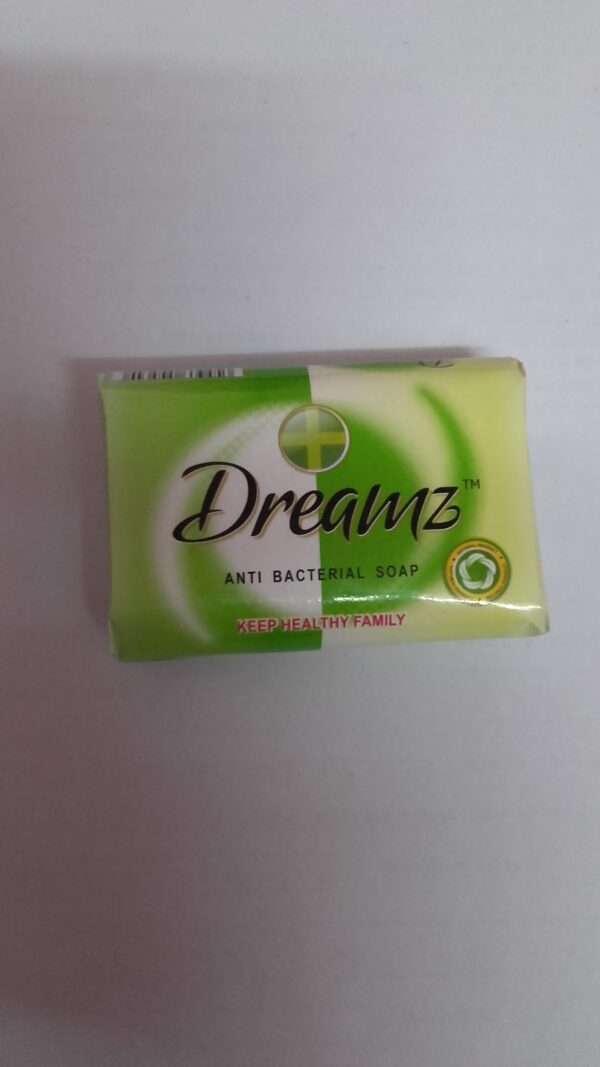 Dreamz™
ANTI BACTERIAL SOAP
KEEP HEALTHY FAMILY